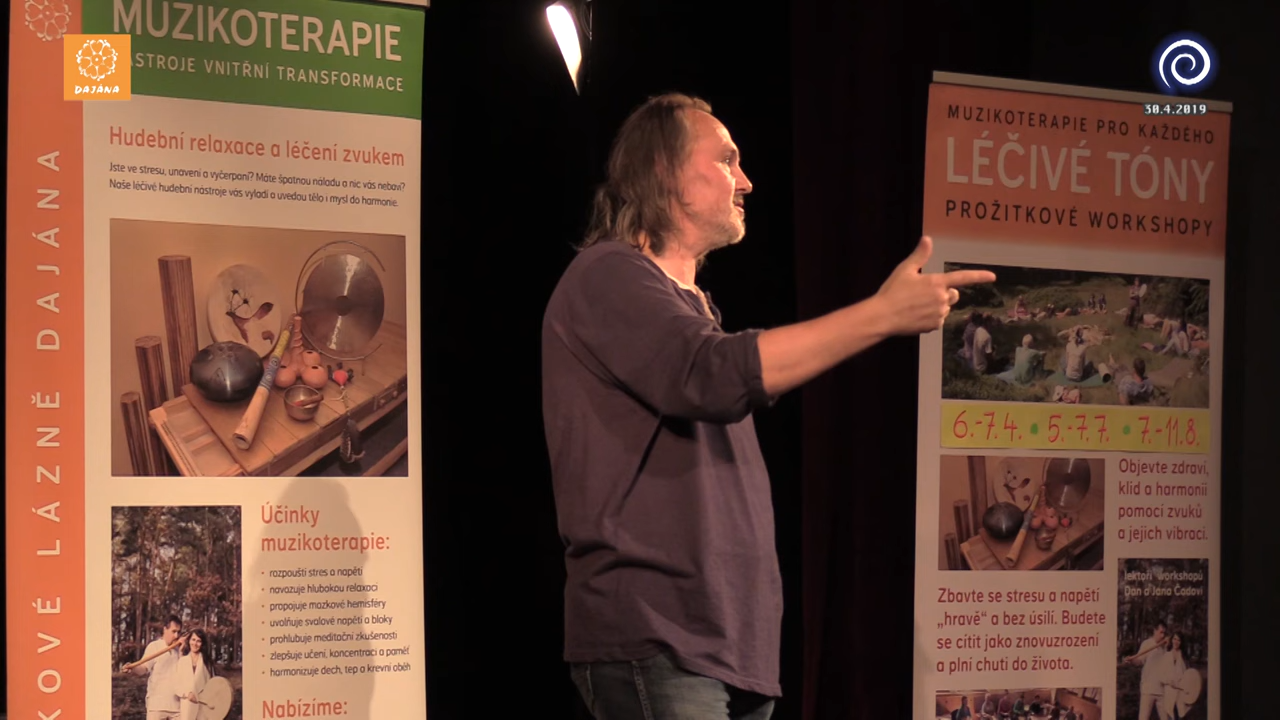 MUZIKOTERAPIE
ÁSTROJE VNITŘNÍ TRANSFORMACE
DAJÁNA
Hudební relaxace a léčení zvukem
Jste ve stresu, unaveni a vyčerpaní? Máte špatnou náladu a nic vás nebaví?
Naše léčivé hudební nástroje vás vyladí a uvedou tělo i mysl do harmonie.
KOVÉ LÁZNĚ DAJÁNA
Účinky
muzikoterapie:
• rozpouští stres a napětí
• navozuje hlubokou relaxaci
• propojuje mozkové hemisféry
• uvolňuje svalové napětí a bloky
• prohlubuje meditační zkušenosti
• zlepšuje učení, koncentraci a paměť
• harmonizuje dech, tep a krevní oběh
Nabízíme:
30.4.2019
MUZIKOTERAPIE PRO KAŽDÉHO
LÉČIVÉ TÓNY
PROŽITKOVÉ WORKSHOPY
6.-7.4. • 5.-7.7. • 7.-11.8.
Objevte zdraví,
klid a harmonii
pomocí zvuků
a jejich vibrací.
lektoři workshopů
Dan a Jana Čadovi
Zbavte se stresu a napětí
„hravě“ a bez úsilí. Budete
se cítit jako znovuzrození
a plni chuti do života.